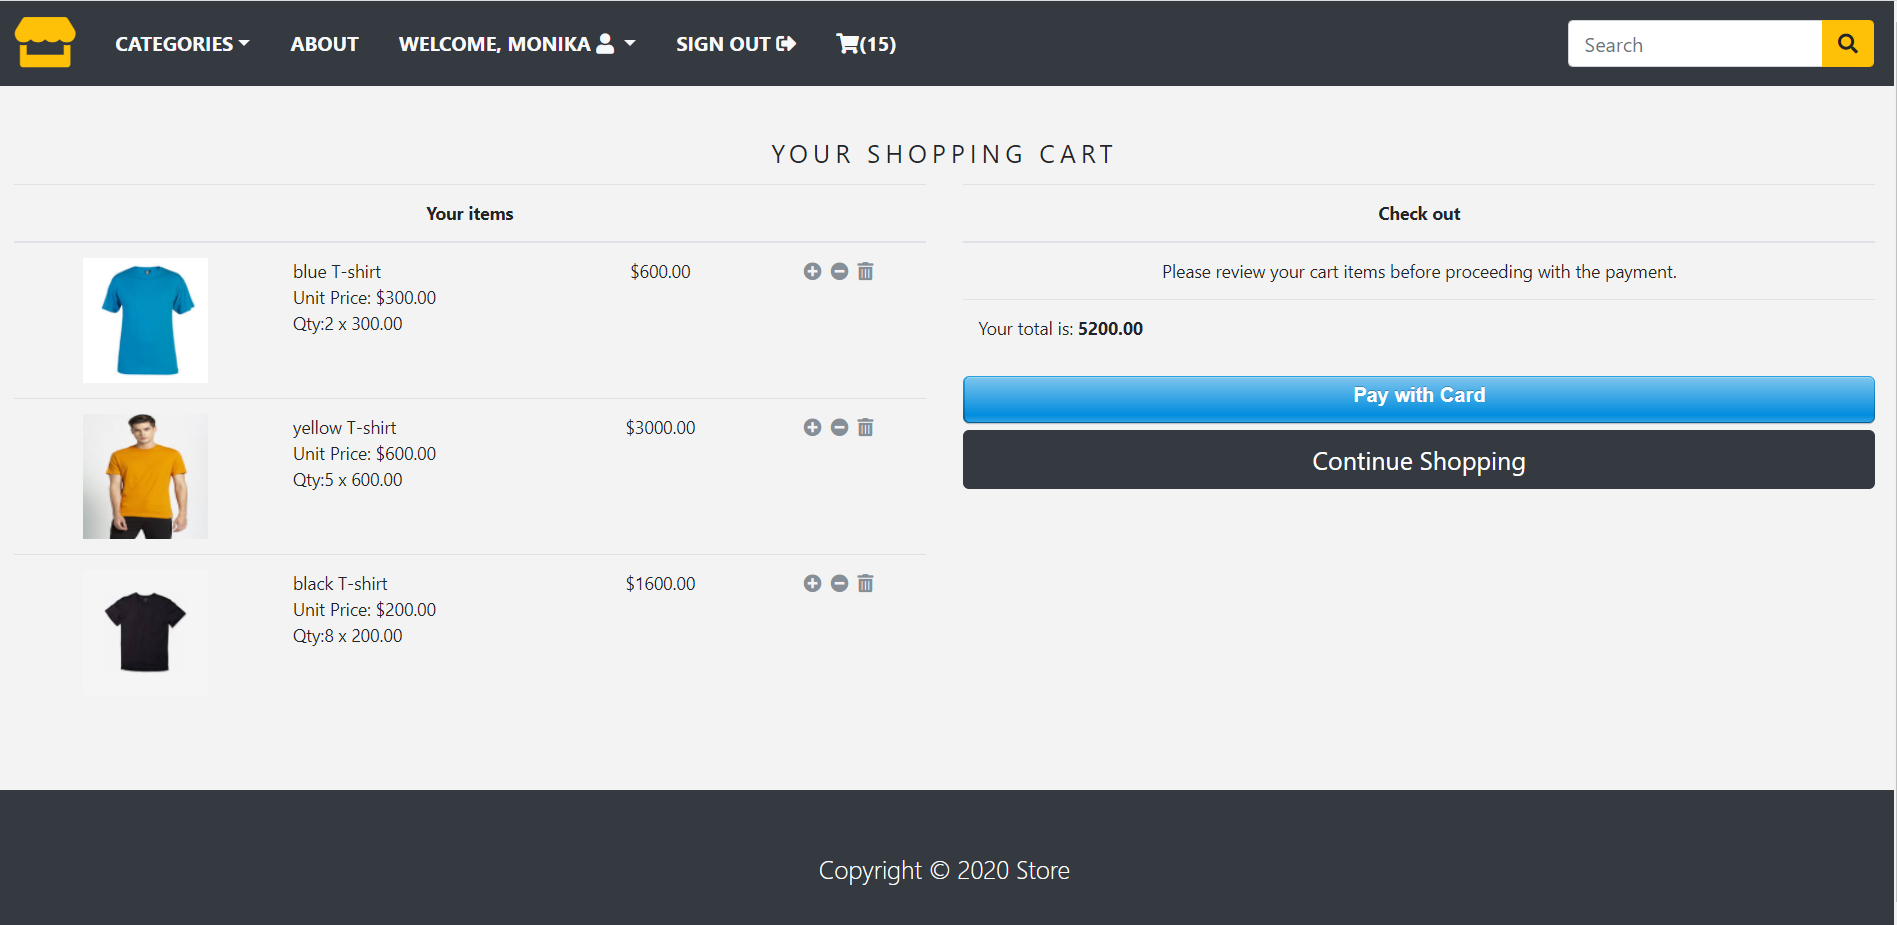 CATEGORIES ABOUT WELCOME, MONIKA SIGN OUT (15) Search
YOUR SHOPPING CART
Your items
blue T-shirt $600.00
Unit Price: $300.00
Qty:2 x 300.00
yellow T-shirt $3000.00
Unit Price: $600.00
Qty:5 x 600.00
black T-shirt $1600.00
Unit Price: $200.00
Qty:8 x 200.00
Check out
Please review your cart items before proceeding with the payment.
Your total is: 5200.00
Pay with Card
Continue Shopping
Copyright © 2020 Store